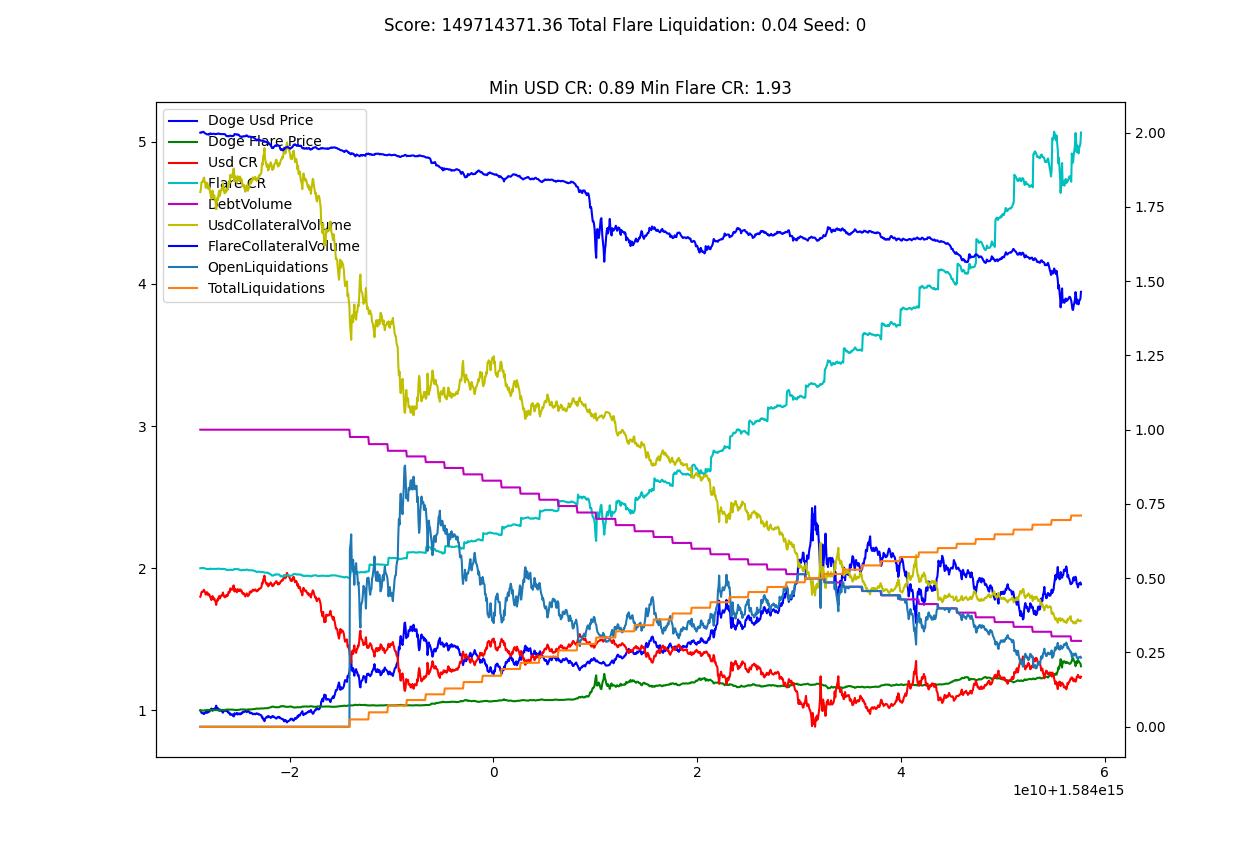 Score: 149714371.36 Total Flare Liquidation: 0.04 Seed: 0
Min USD CR: 0.89 Min Flare CR: 1.93
Doge Usd Price
Doge Flare Price
Usd CR
Flare CR
DebtVolume
UsdCollateralVolume
FlareCollateralVolume
OpenLiquidations
TotalLiquidations
5
4
3
2
1
2.00
1.75
1.50
1.25
1.00
0.75
0.50
0.25
0.00
−2
0
2
4
6
1e10+1.584e15